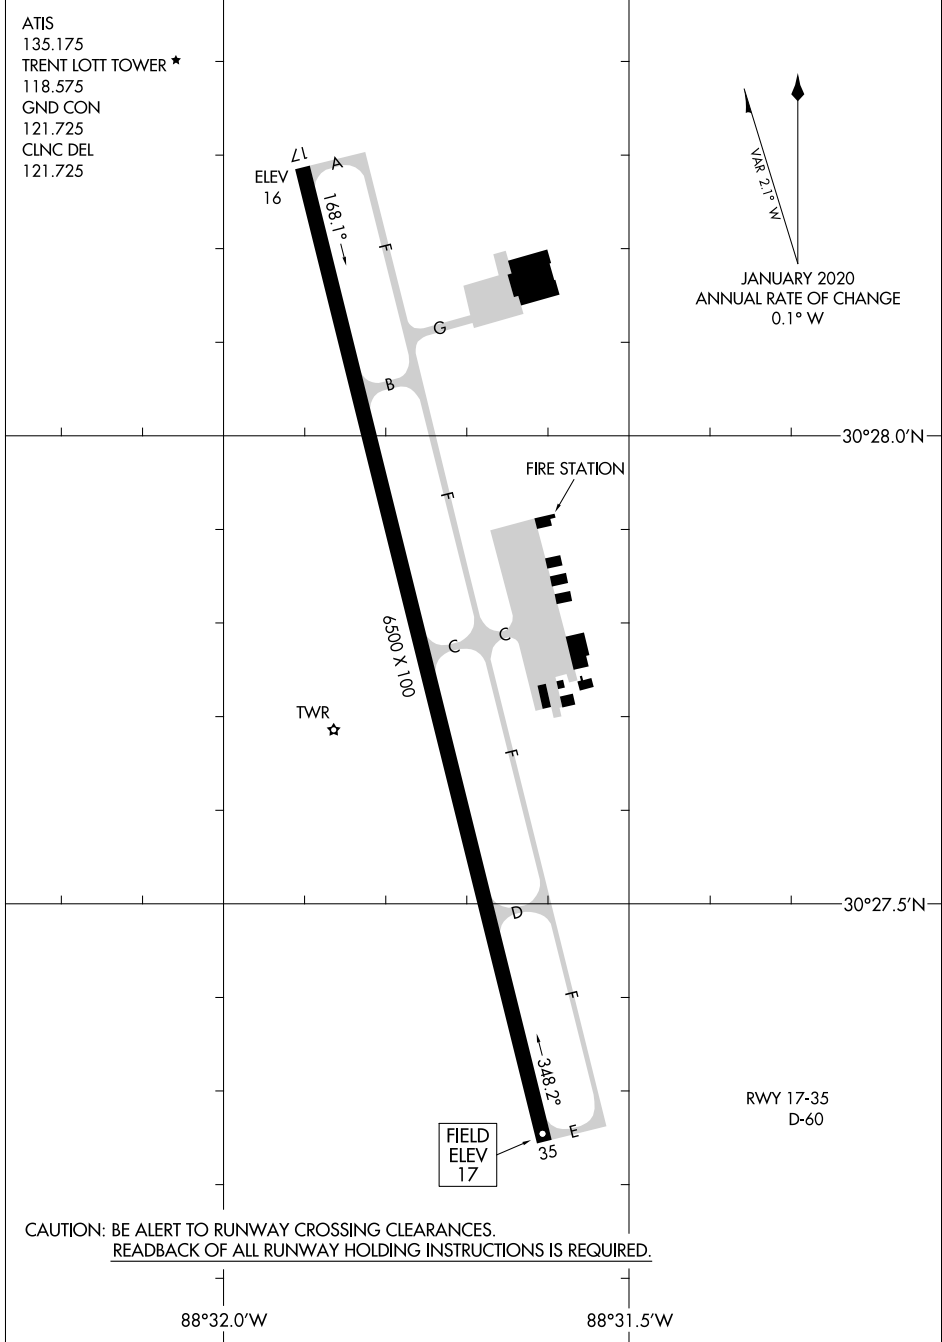 ATIS
135.175
TRENT LOTT TOWER
118.575
GND CON
121.725
CLNC DEL
121.725
17
A
ELEV
16
168.1°
F
VAR 2.1° W
JANUARY 2020
ANNUAL RATE OF CHANGE
0.1° W
G
B
30°28.0'N
FIRE STATION
F
C
C
6500 X 100
TWR
F
30°27.5'N
D
F
348.2°
RWY 17-35
D-60
FIELD
ELEV
17
E
35
CAUTION: BE ALERT TO RUNWAY CROSSING CLEARANCES.
READBACK OF ALL RUNWAY HOLDING INSTRUCTIONS IS REQUIRED.
88°32.0'W
88°31.5'W